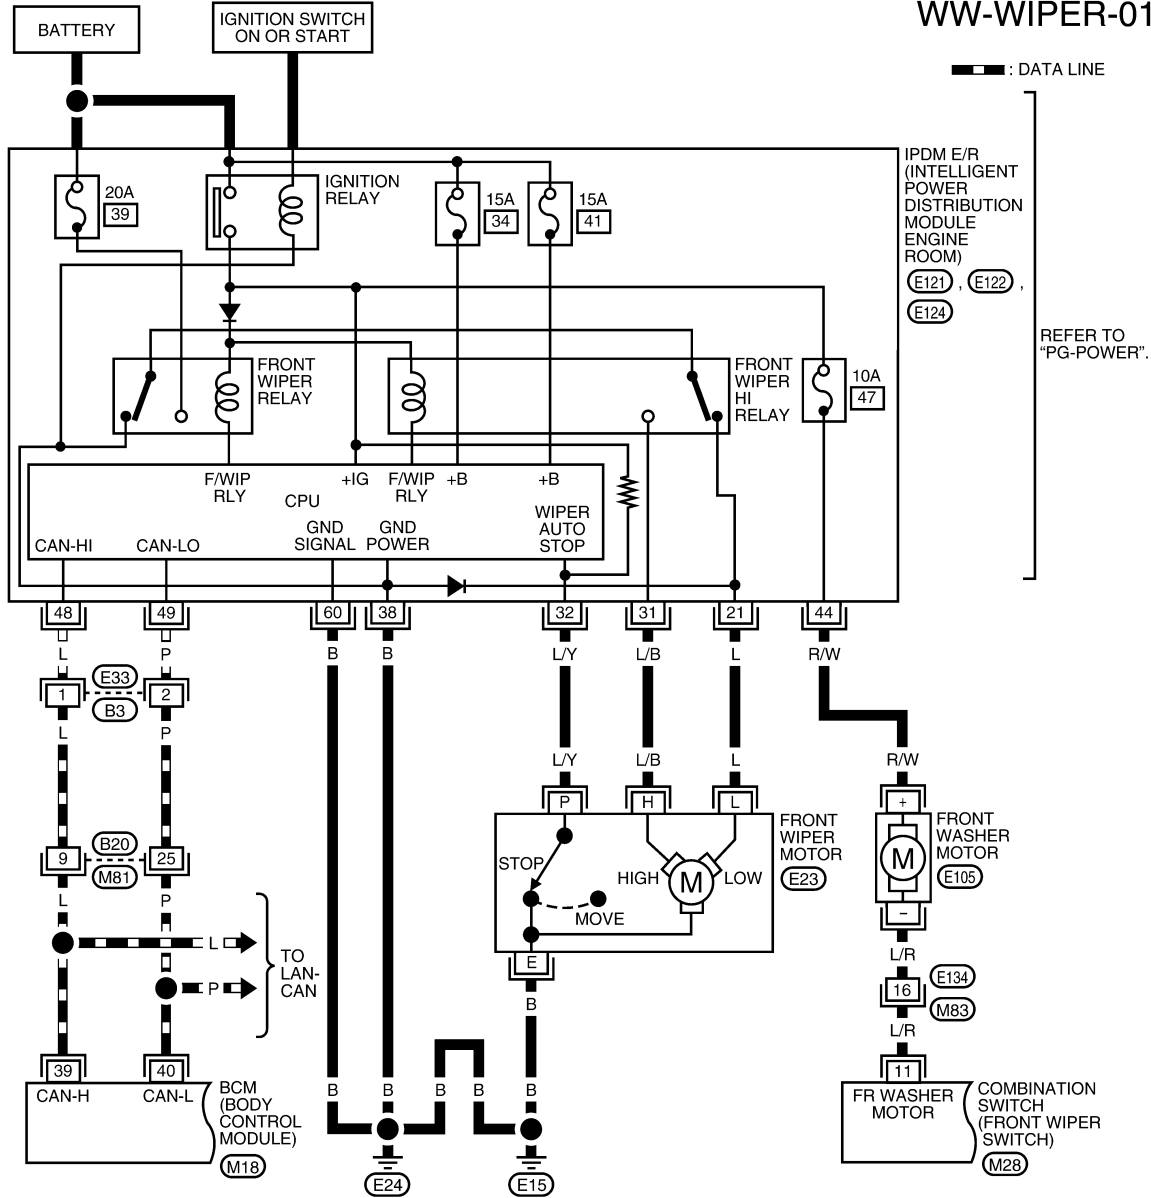 WW-WIPER-01
BATTERY
IGNITION SWITCH
ON OR START
: DATA LINE
20A
39
IGNITION
RELAY
15A
34
15A
41
IPDM E/R
(INTELLIGENT
POWER
DISTRIBUTION
MODULE
ENGINE
ROOM)
E121 , E122 ,
E124
REFER TO
“PG-POWER”.
FRONT
WIPER
RELAY
FRONT
WIPER
HI
RELAY
10A
47
F/WIP
RLY
+IG
F/WIP
RLY
+B
+B
CPU
CAN-HI
CAN-LO
GND
SIGNAL
GND
POWER
WIPER
AUTO
STOP
48
49
60
38
32
31
21
44
L
P
B
B
L/Y
L/B
L
R/W
1
E33
B3
2
L
P
L/Y
L/B
L
R/W
P
H
L
+
STOP
MOVE
HIGH
M
LOW
FRONT
WIPER
MOTOR
E23
M
FRONT
WASHER
MOTOR
E105
−
9
B20
M81
25
L
P
L
P
TO
LAN-
CAN
E
B
L/R
16
E134
M83
L/R
39
40
CAN-H
CAN-L
BCM
(BODY
CONTROL
MODULE)
M18
B
B
B
B
B
E24
E15
11
FR WASHER
MOTOR
COMBINATION
SWITCH
(FRONT WIPER
SWITCH)
M28